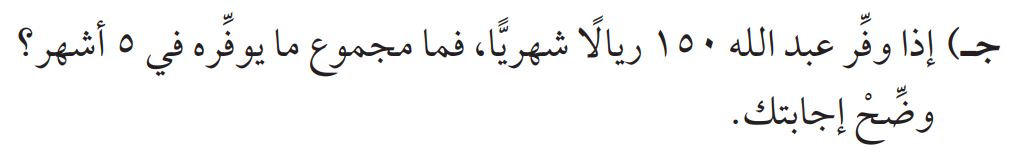 جـ) إذا وفِّر عبد الله ١٥٠ ريالًا شهريًّا، فما مجموع ما يوفِّره في ٥ أشهر؟
وضِّحْ إجابتك.